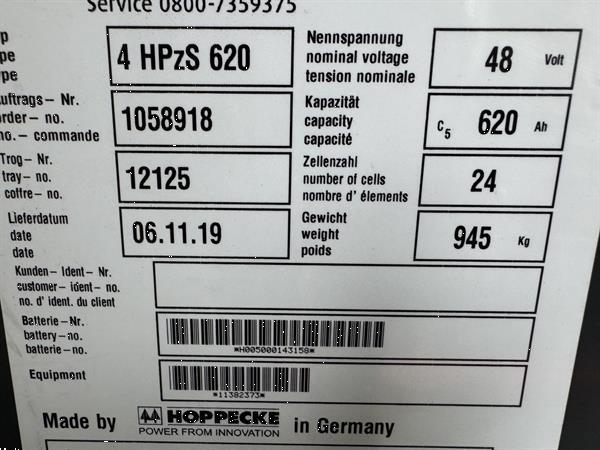 Service 0800-7359375
4 HPzS 620
Nennspannung
nominal voltage
tension nominale
48 Volt
uftrags – Nr.
order – no.
no. – commande
1058918
Kapazität
capacity
capacité
C5 620 Ah
Trog – Nr.
tray – no.
coffre – no.
12125
Zellenzahl
number of cells
nombre d' éléments
24
Lieferdatum
date
date
06.11.19
Gewicht
weight
poids
945 Kg
Kunden – Ident – Nr.
customer – ident – no.
no. d' ident. du client
Batterie – Nr.
battery – no.
batterie – no.
*H005000143158*
Equipment
*11382373*
Made by HOPPECKE in Germany
POWER FROM INNOVATION